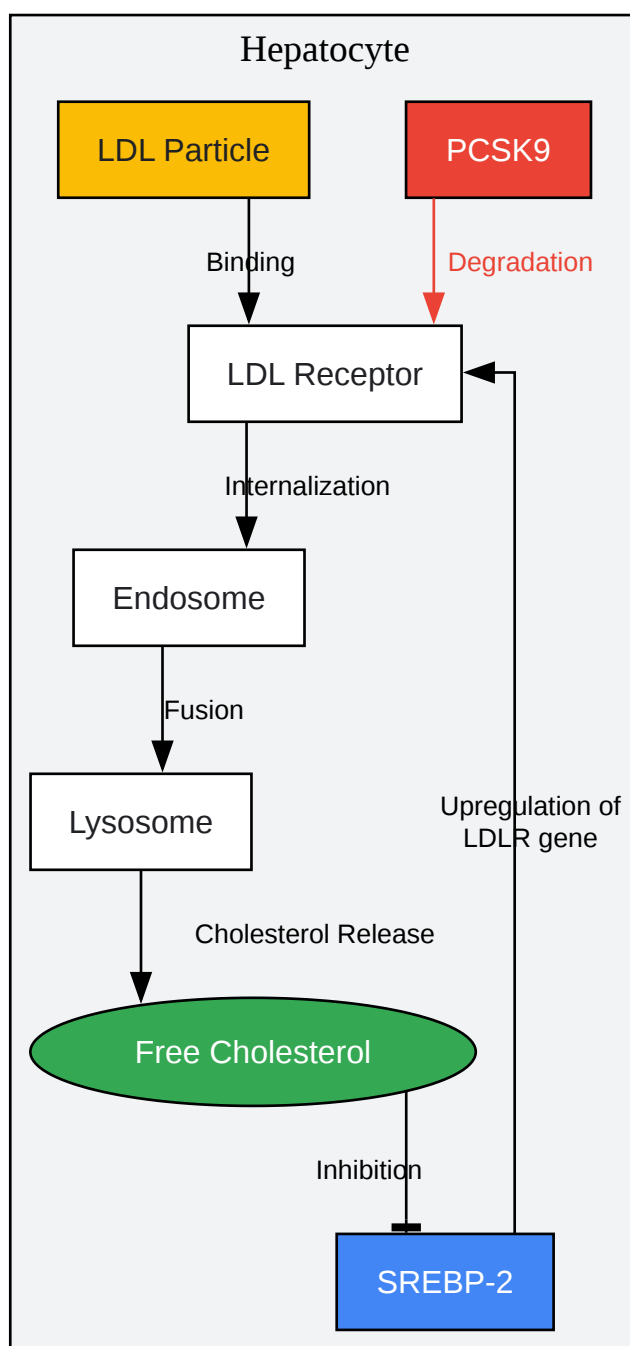 Hepatocyte
LDL Particle
PCSK9
Binding
Degradation
LDL Receptor
Internalization
Endosome
Fusion
Lysosome
Upregulation of
LDLR gene
Cholesterol Release
Free Cholesterol
Inhibition
SREBP-2